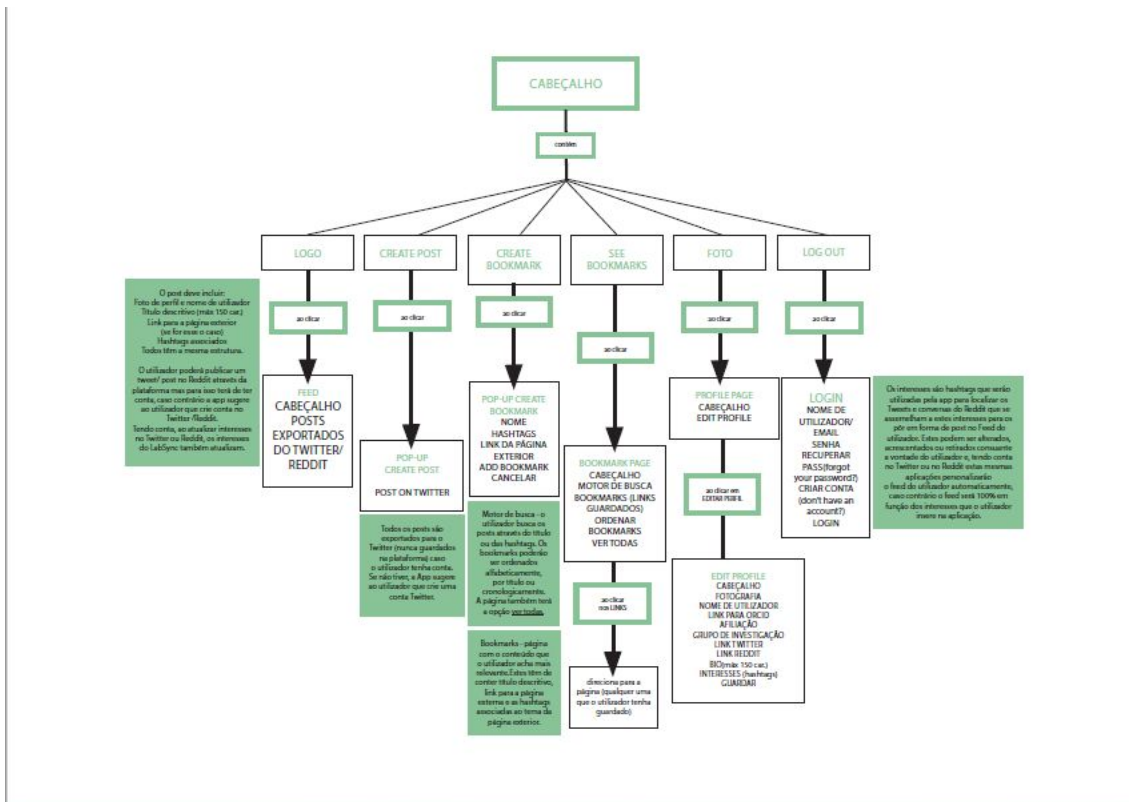 CABEÇALHO
contém
LOGO
CREATE POST
CREATE
BOOKMARK
SEE
BOOKMARKS
FOTO
LOG OUT
O post deve incluir:
Foto de perfil e nome de utilizador
Título descritivo (máx 150 car.)
Link para a página exterior
(se for esse o caso)
Hashtags associados
Todos têm a mesma estrutura.
O utilizador poderá publicar um
tweet/ post no Reddit através da
plataforma mas para isso terá de ter
conta, caso contrário a app sugere
ao utilizador que crie conta no
Twitter /Reddit.
Tendo conta, ao atualizar interesses
no Twitter ou Reddit, os interesses
do LabSync também atualizam.
ao clicar
FEED
CABEÇALHO
POSTS
EXPORTADOS
DO TWITTER/
REDDIT
ao clicar
POP-UP
CREATE POST
POST ON TWITTER
Todos os posts são
exportados para o
Twitter (nunca guardados
na plataforma) caso
o utilizador tenha conta.
Se não tiver, a App sugere
ao utilizador que crie uma
conta Twitter.
ao clicar
POP-UP CREATE
BOOKMARK
NOME
HASHTAGS
LINK DA PÁGINA
EXTERIOR
ADD BOOKMARK
CANCELAR
Motor de busca - o
utilizador busca os
posts através do título
ou das hashtags. Os
bookmarks poderão
ser ordenados
alfabeticamente,
por título ou
cronologicamente.
A página também terá
a opção ver todas.
Bookmarks - página
com o conteúdo que
o utilizador acha mais
relevante.Estes têm de
conter título descritivo,
link para a página
externa e as hashtags
associadas ao tema da
página exterior.
ao clicar
BOOKMARK PAGE
CABEÇALHO
MOTOR DE BUSCA
BOOKMARKS (LINKS
GUARDADOS)
ORDENAR
BOOKMARKS
VER TODAS
ao clicar
nos LINKS
direciona para a
página (qualquer uma
que o utilizador tenha
guardado)
ao clicar
PROFILE PAGE
CABEÇALHO
EDIT PROFILE
ao clicar em
EDITAR PERFIL
EDIT PROFILE
CABEÇALHO
FOTOGRAFIA
NOME DE UTILIZADOR
LINK PARA ORCID
AFILIAÇÃO
GRUPO DE INVESTIGAÇÃO
LINK TWITTER
LINK REDDIT
BIO(máx 150 car.)
INTERESSES (hashtags)
GUARDAR
ao clicar
LOGIN
NOME DE
UTILIZADOR/
EMAIL
SENHA
RECUPERAR
PASS(forgot
your password?)
CRIAR CONTA
(don't have an
account?)
LOGIN
Os interesses são hashtags que serão
utilizadas pela app para localizar os
Tweets e conversas do Reddit que se
assemelham a estes interesses para os
pôr em forma de post no Feed do
utilizador. Estes podem ser alterados,
acrescentados ou retirados consoante
a vontade do utilizador e, tendo conta
no Twitter ou no Reddit estas mesmas
aplicações personalizarão
o feed do utilizador automaticamente,
caso contrário o feed será 100% em
função dos interesses que o utilizador
insere na aplicação.